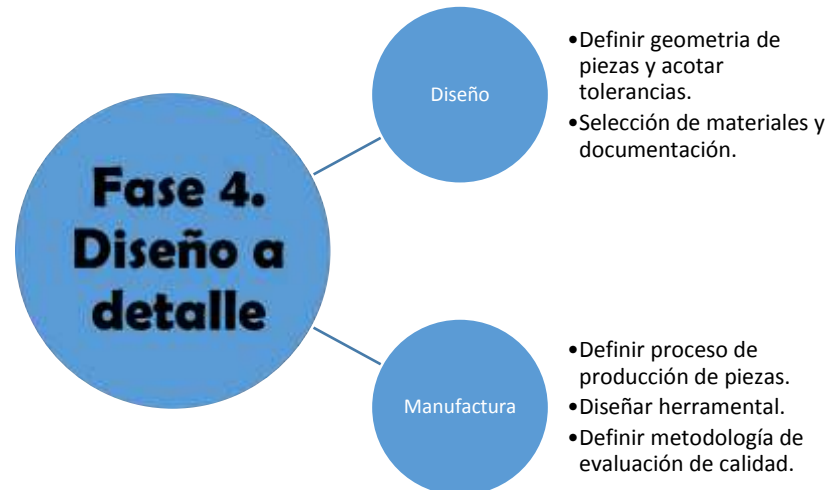 Fase 4.
Diseño a
detalle
Diseño
•Definir geometria de
piezas y acotar
tolerancias.
•Selección de materiales y
documentación.
Manufactura
•Definir proceso de
producción de piezas.
•Diseñar herramental.
•Definir metodología de
evaluación de calidad.